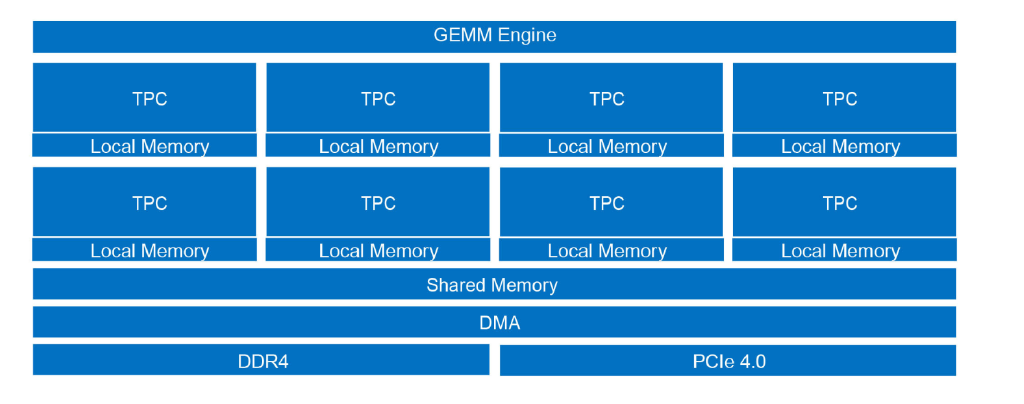 GEMM Engine
TPC TPC TPC TPC
Local Memory Local Memory Local Memory Local Memory
TPC TPC TPC TPC
Local Memory Local Memory Local Memory Local Memory
Shared Memory
DMA
DDR4 PCIe 4.0